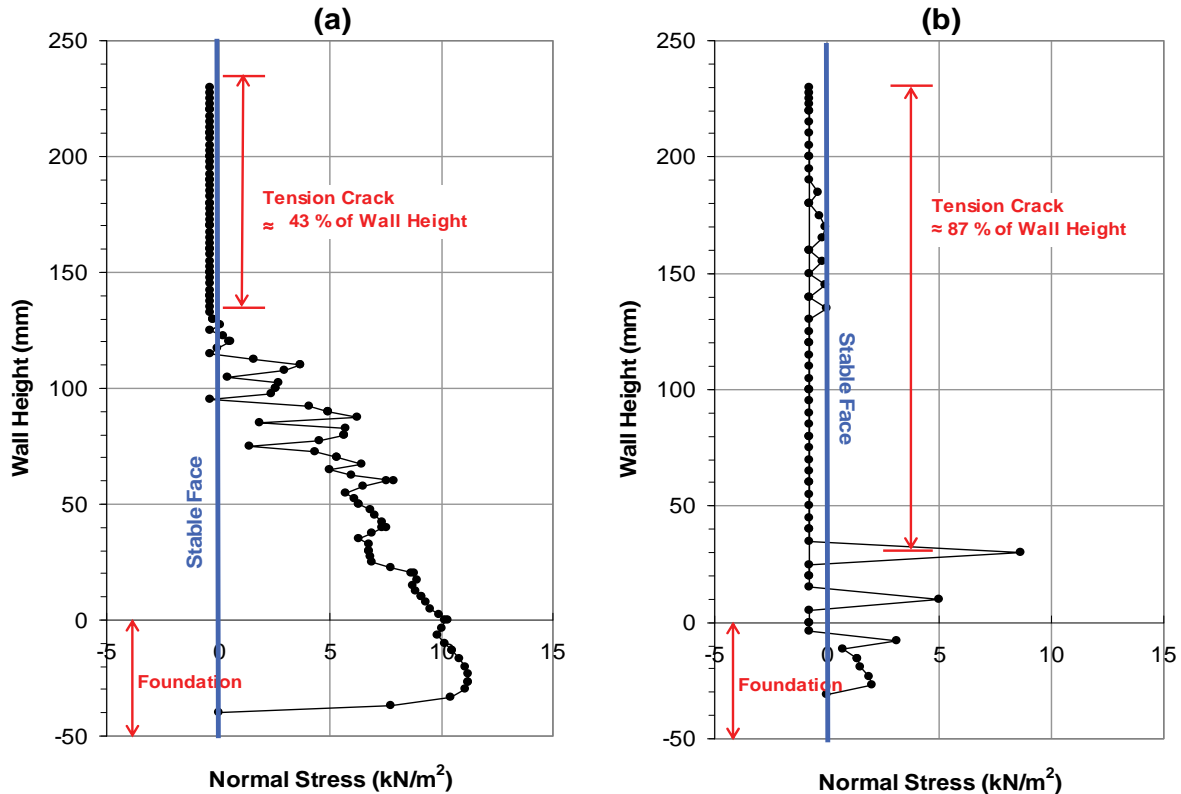 (a)
250
200
150
100
50
0
-50
-5
0
5
10
15
Wall Height (mm)
Normal Stress (kN/m²)
Tension Crack
≈ 43 % of Wall Height
Stable Face
Foundation
(b)
250
200
150
100
50
0
-50
-5
0
5
10
15
Wall Height (mm)
Normal Stress (kN/m²)
Tension Crack
≈ 87 % of Wall Height
Stable Face
Foundation